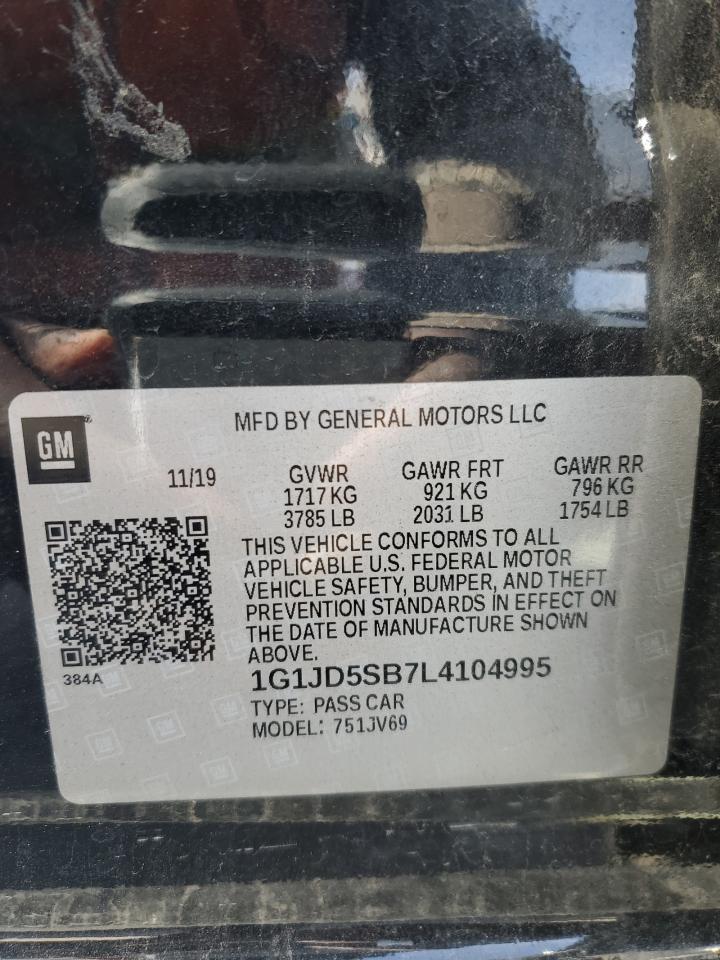 MFD BY GENERAL MOTORS LLC
GM
11/19
GVWR GAWR FRT GAWR RR
1717 KG 921 KG 796 KG
3785 LB 2031 LB 1754 LB
THIS VEHICLE CONFORMS TO ALL
APPLICABLE U.S. FEDERAL MOTOR
VEHICLE SAFETY, BUMPER, AND THEFT
PREVENTION STANDARDS IN EFFECT ON
THE DATE OF MANUFACTURE SHOWN
ABOVE.
384A
1G1JD5SB7L4104995
TYPE: PASS CAR
MODEL: 751JV69